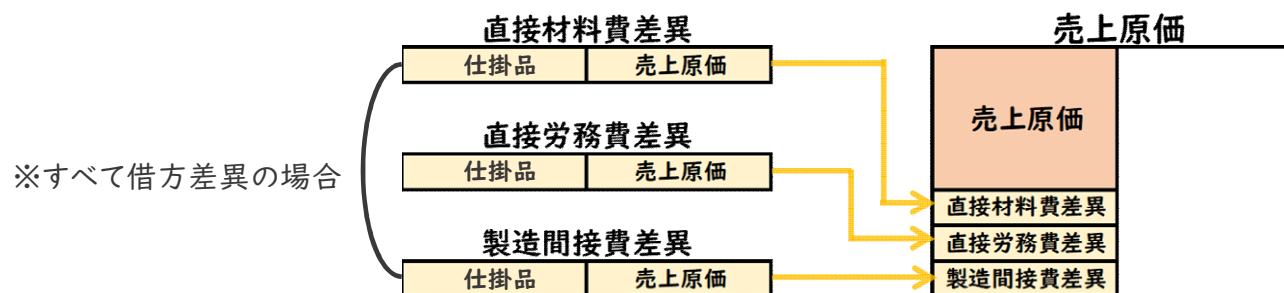 直接材料費差異
仕掛品 売上原価
直接労務費差異
仕掛品 売上原価
製造間接費差異
仕掛品 売上原価
※すべて借方差異の場合
売上原価
売上原価
直接材料費差異
直接労務費差異
製造間接費差異